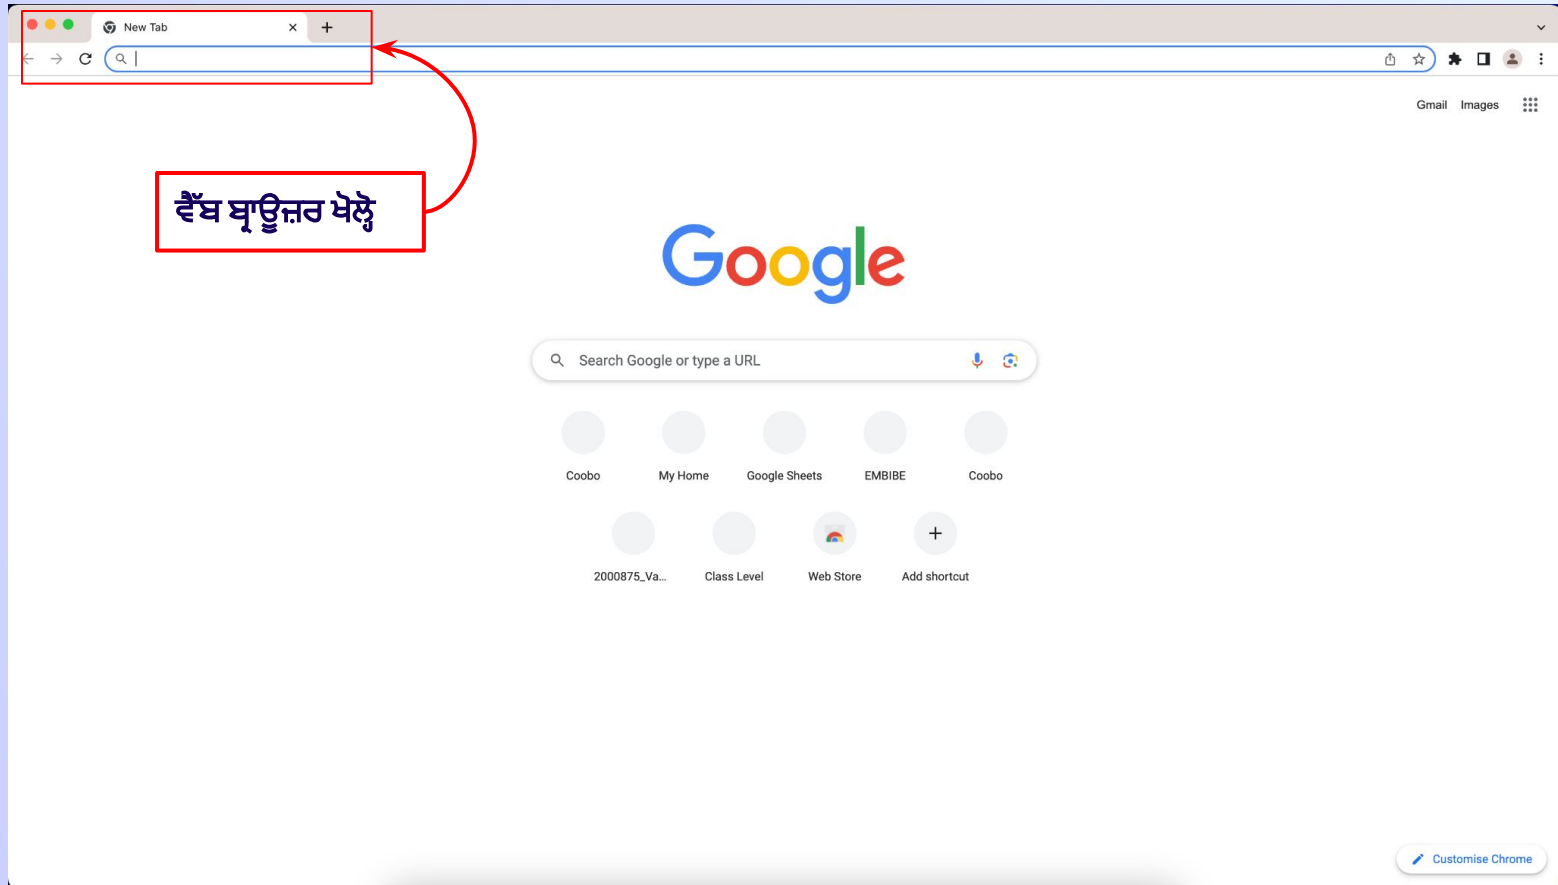 New Tab
Gmail Images
ਵੈੱਬ ਬ੍ਰਾਊਜ਼ਰ ਖੋਲ੍ਹੋ
Google
Search Google or type a URL
Coobo My Home Google Sheets EMBIBE Coobo
2000875_Va... Class Level Web Store Add shortcut
Customise Chrome